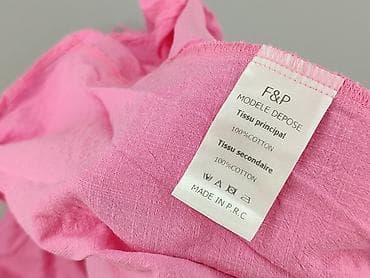 F&P
MODELE DEPOSE
Tissu principal
100%COTTON
Tissu secondaire
100%COTTON
MADE IN P.R.C